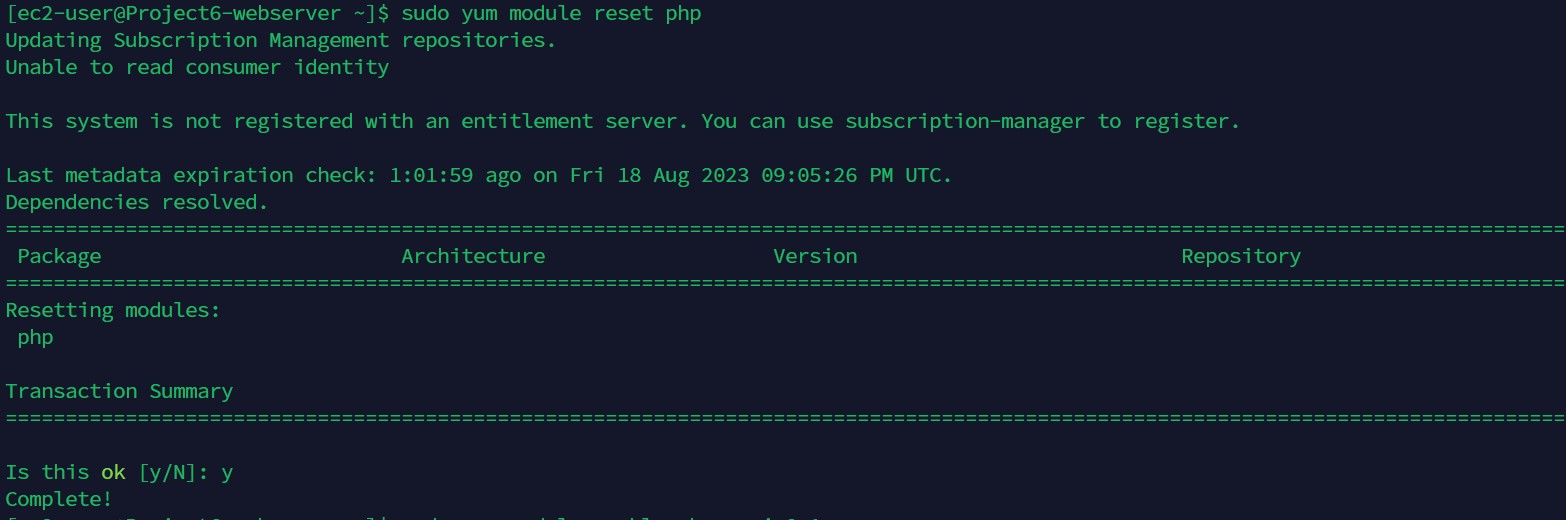 [ec2-user@Project6-webserver ~]$ sudo yum module reset php
Updating Subscription Management repositories.
Unable to read consumer identity
This system is not registered with an entitlement server. You can use subscription-manager to register.
Last metadata expiration check: 1:01:59 ago on Fri 18 Aug 2023 09:05:26 PM UTC.
Dependencies resolved.
Package Architecture Version Repository
Resetting modules:
php
Transaction Summary
Is this ok [y/N]: y
Complete!